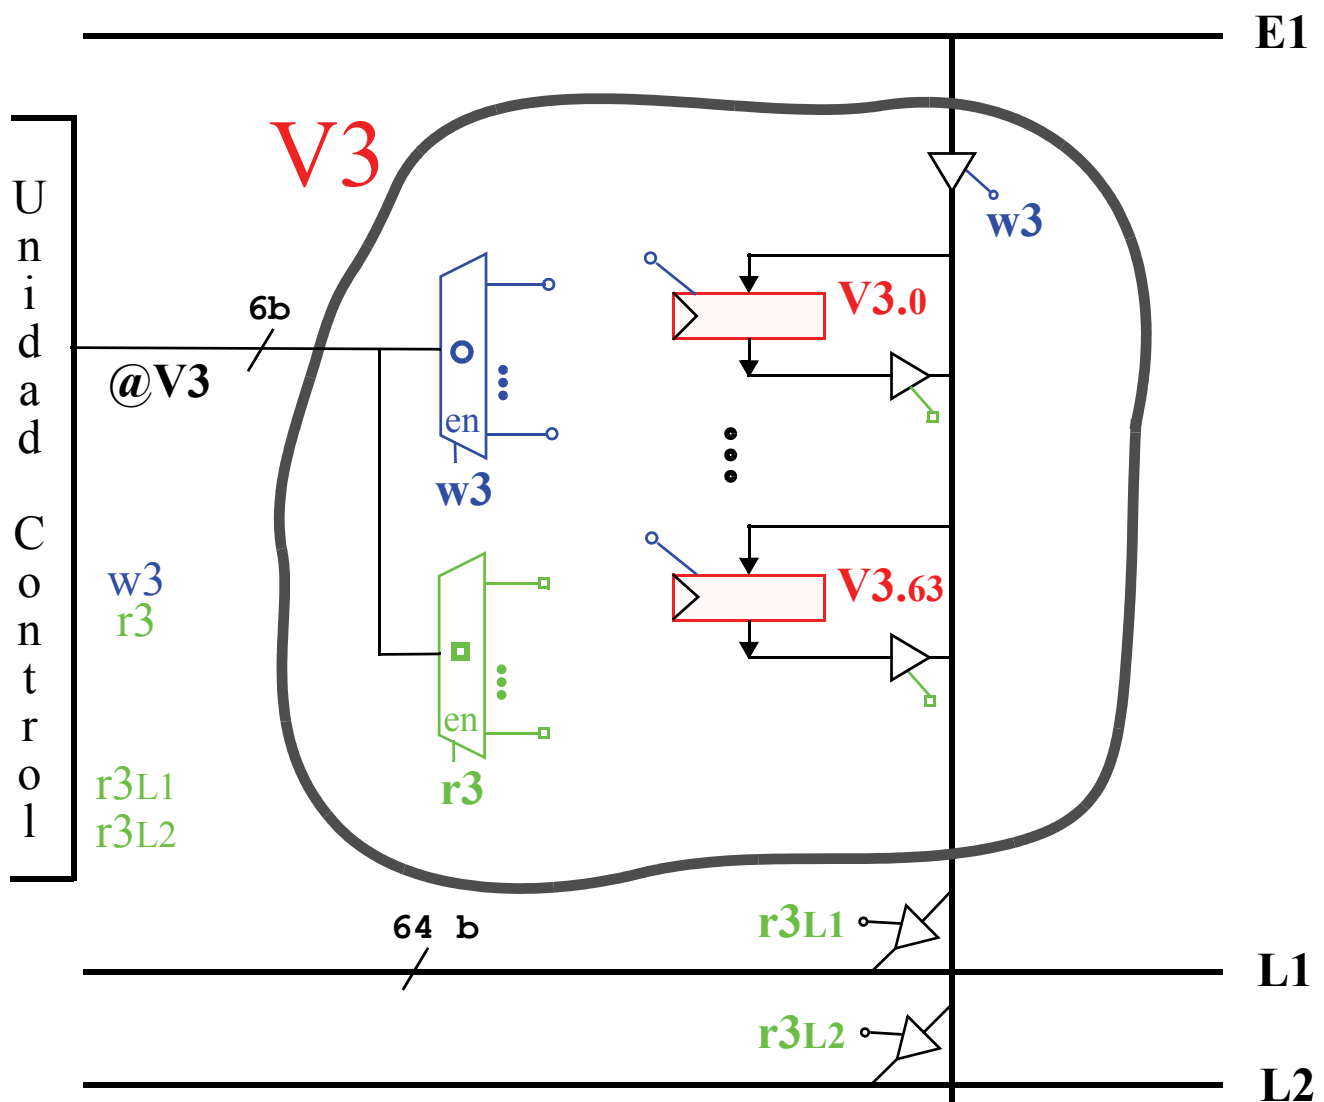 E1
V3
w3
Unidad Control
6b
@V3
V3.0
en
w3
w3
r3
V3.63
en
r3
r3L1
r3L2
64 b
r3L1
L1
r3L2
L2